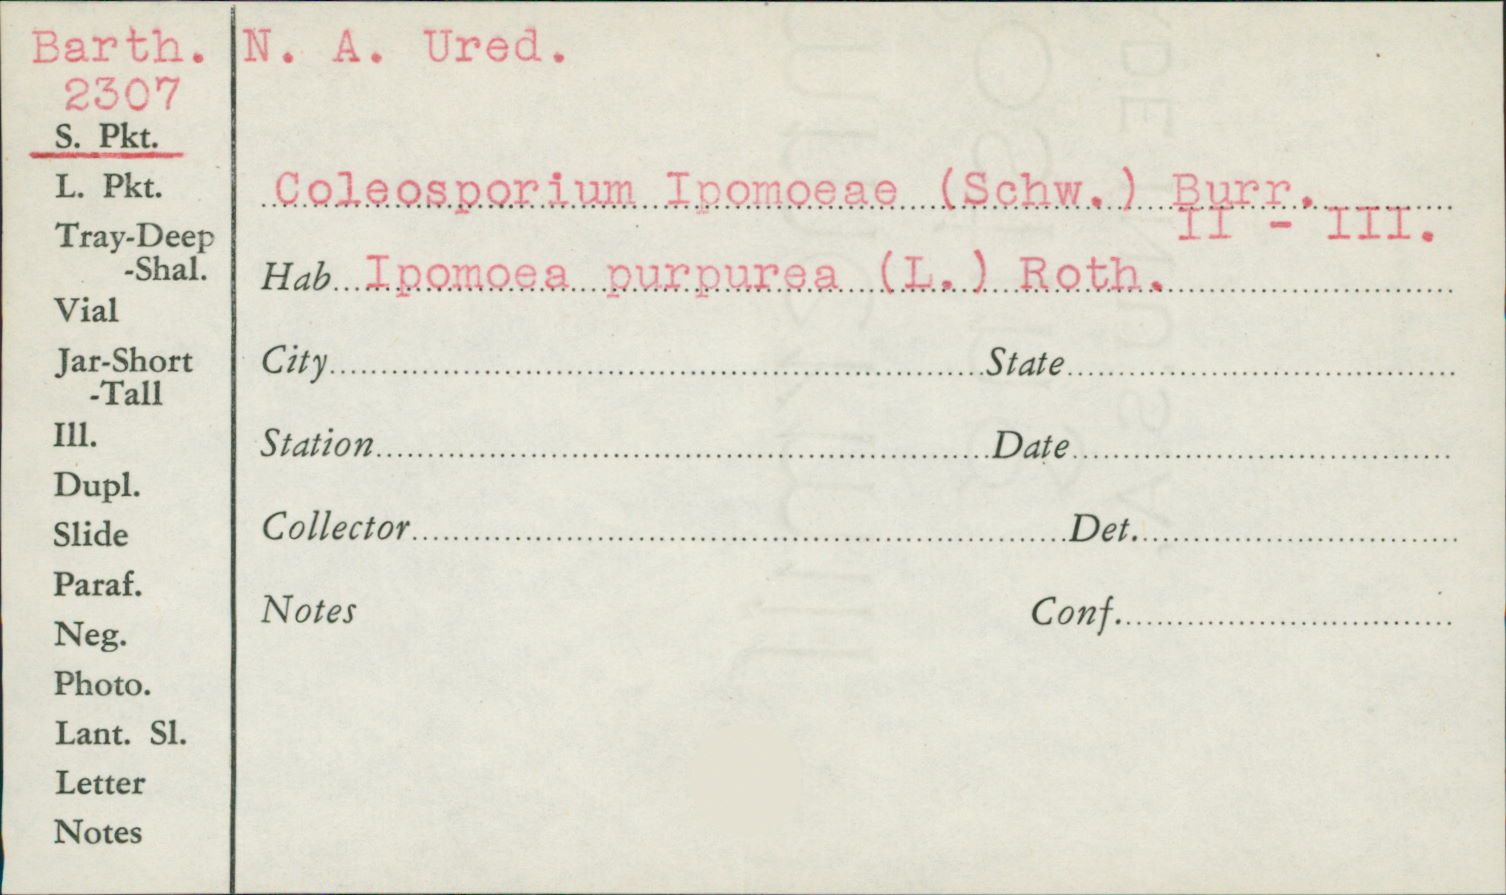 Barth.
2307
S. Pkt.
L. Pkt.
Tray-Deep
-Shal.
Vial
Jar-Short
-Tall
Ill.
Dupl.
Slide
Paraf.
Neg.
Photo.
Lant. Sl.
Letter
Notes
N. A. Ured.
Coleosporium Ipomoeae (Schw.) Burr.
II - III.
Hab. Ipomoea purpurea (L.) Roth.
City State
Station Date
Collector Det.
Notes Conf.